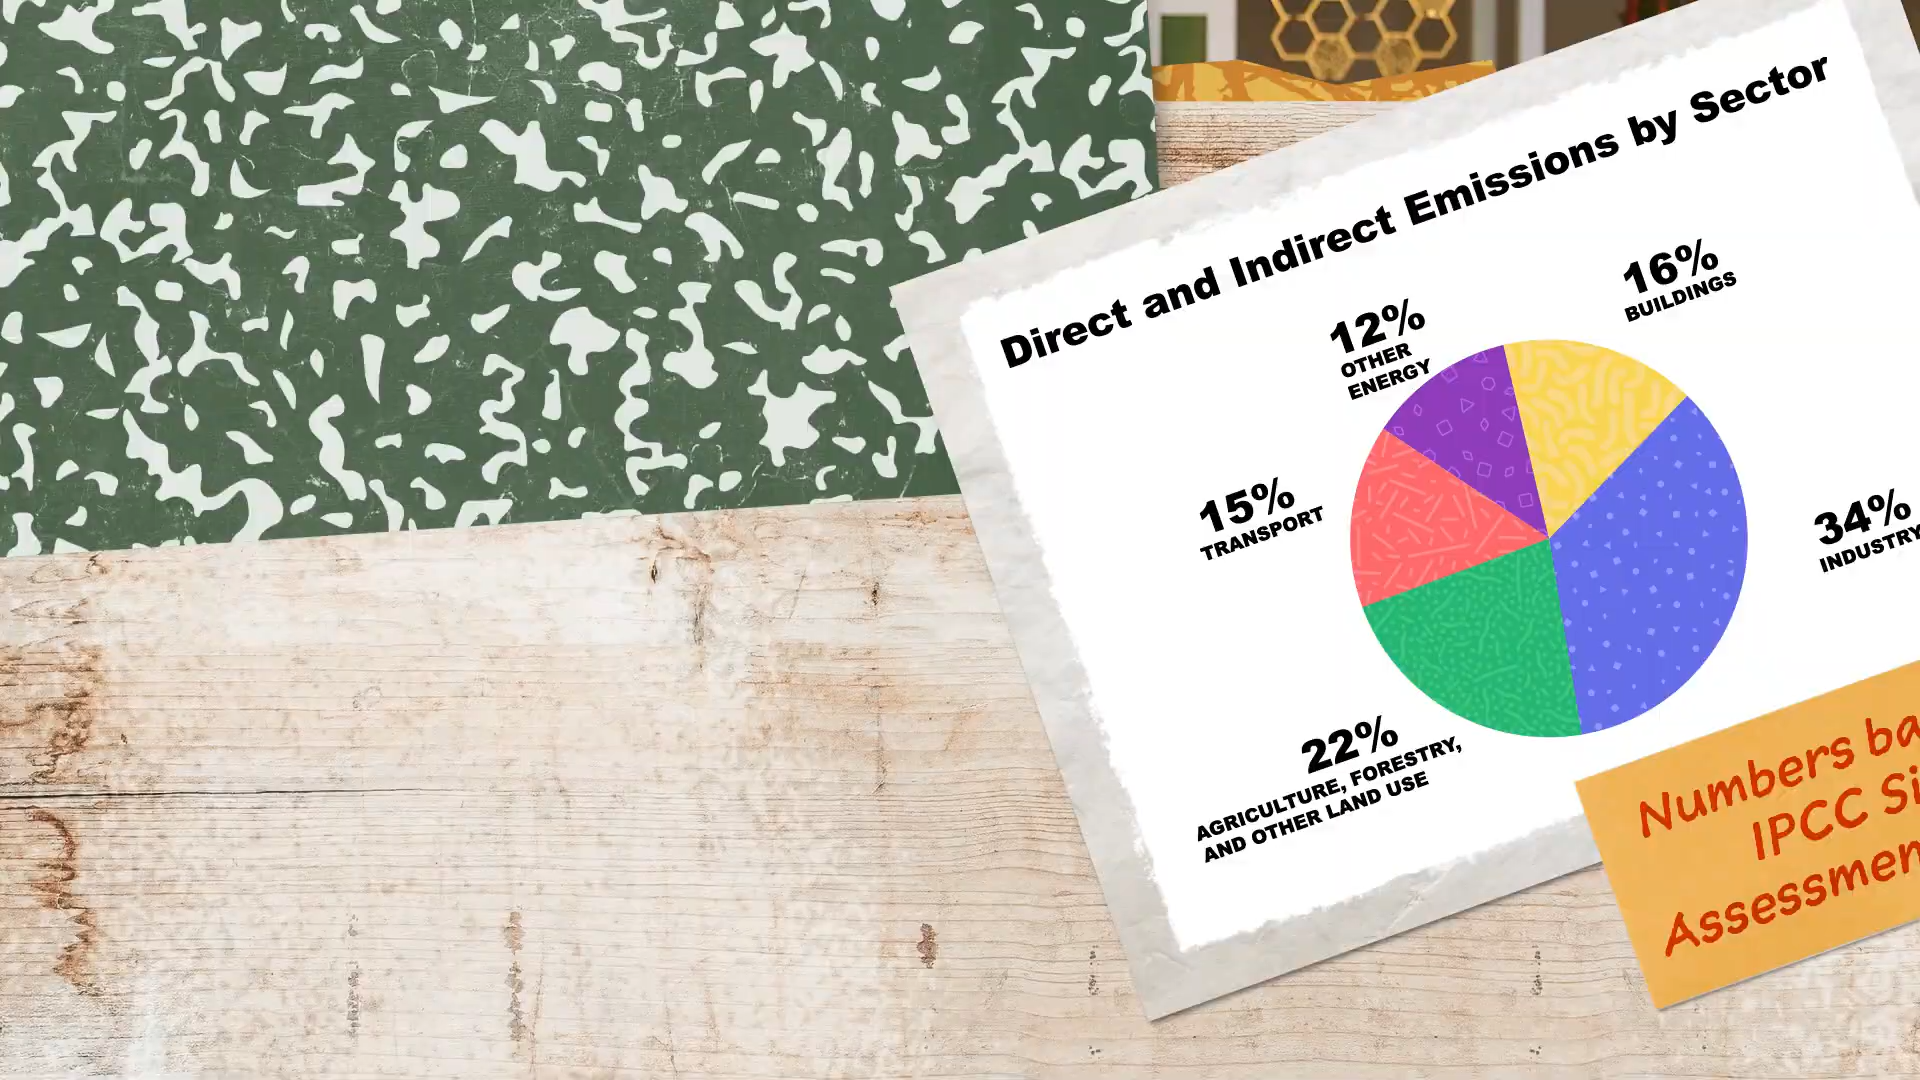 Direct and Indirect Emissions by Sector
16%
BUILDINGS
12%
OTHER
ENERGY
34%
INDUSTRY
15%
TRANSPORT
22%
AGRICULTURE, FORESTRY,
AND OTHER LAND USE
Numbers
IPCC